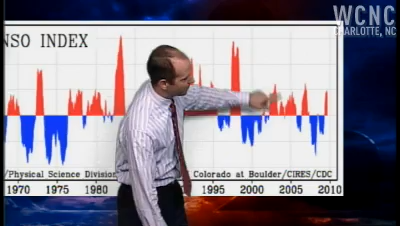 WCNC
CHARLOTTE, NC
NSO INDEX
/Physical Science Division
Colorado at Boulder/CIRES/CDC
1970 1975 1980 1995 2000 2005 2010